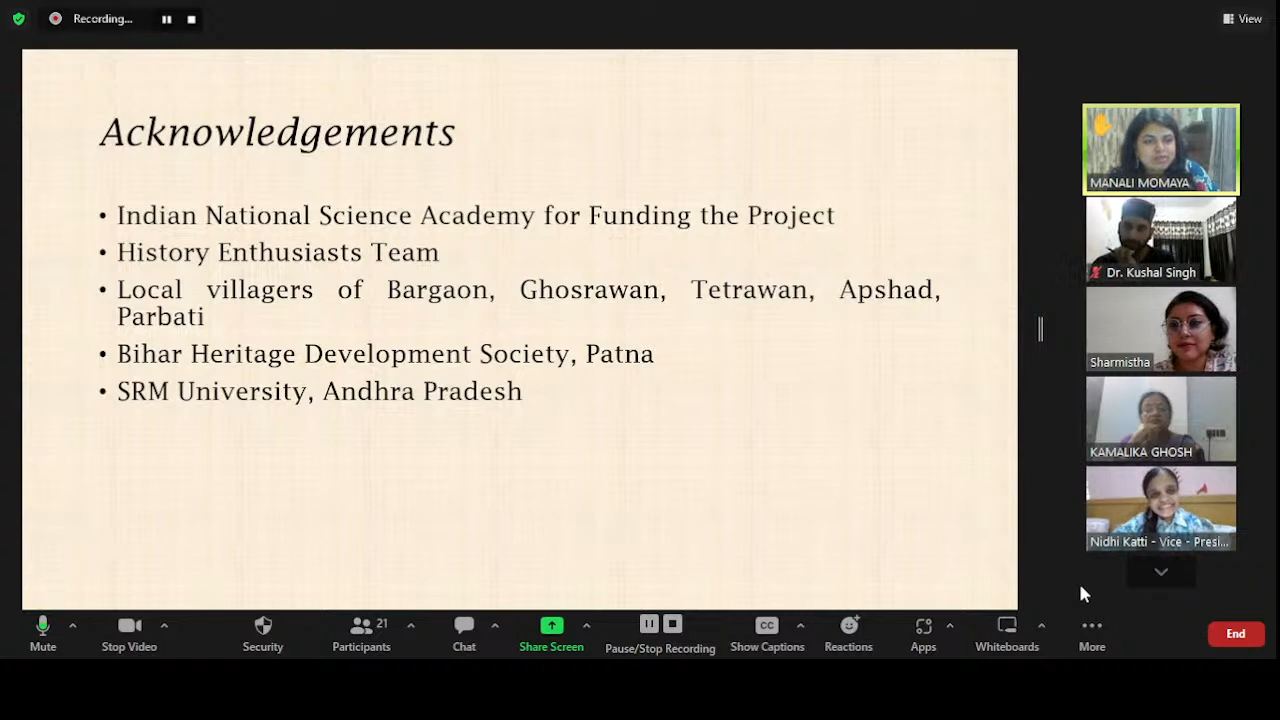 Recording...
View
Acknowledgements
• Indian National Science Academy for Funding the Project
• History Enthusiasts Team
• Local villagers of Bargaon, Ghosrawan, Tetrawan, Apshad,
Parbati
• Bihar Heritage Development Society, Patna
• SRM University, Andhra Pradesh
MANALI MOMAYA
Dr. Kushal Singh
Sharmistha
KAMALIKA GHOSH
Nidhi Katti - Vice - Presi...
Mute
Stop Video
Security
Participants 21
Chat
Share Screen
Pause/Stop Recording
CC
Show Captions
Reactions
Apps
Whiteboards
More
End